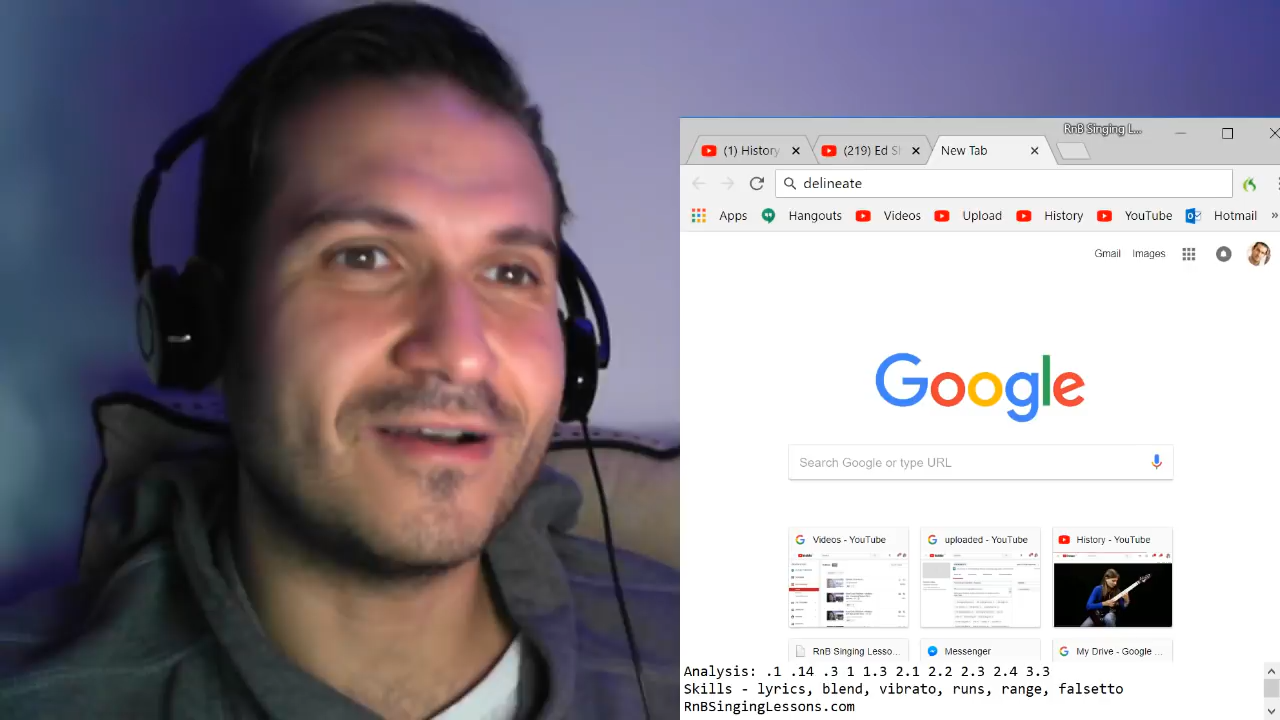 RnB Singing L...
(1) History
(219) Ed S
New Tab
delineate
Apps Hangouts Videos Upload History YouTube Hotmail »
Gmail Images
Google
Search Google or type URL
Videos - YouTube
uploaded - YouTube
History - YouTube
RnB Singing Lesso...
Messenger
My Drive - Google ...
Analysis: .1 .14 .3 1 1.3 2.1 2.2 2.3 2.4 3.3
Skills - lyrics, blend, vibrato, runs, range, falsetto
RnBSingingLessons.com